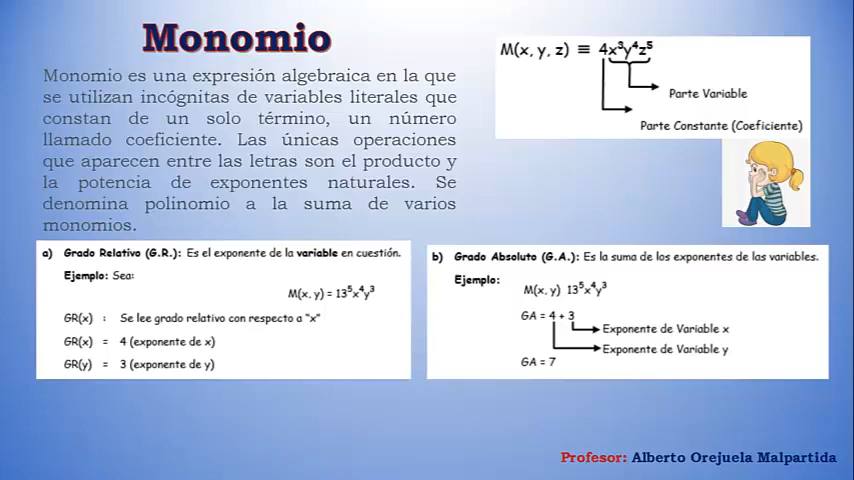 Monomio
Monomio es una expresión algebraica en la que
se utilizan incógnitas de variables literales que
constan de un solo término, un número
llamado coeficiente. Las únicas operaciones
que aparecen entre las letras son el producto y
la potencia de exponentes naturales. Se
denomina polinomio a la suma de varios
monomios.
M(x, y, z) ≡ 4x³y⁴z⁵
Parte Variable
Parte Constante (Coeficiente)
a) Grado Relativo (G.R.): Es el exponente de la variable en cuestión.
Ejemplo: Sea:
M(x, y) = 13⁵x⁴y³
GR(x) : Se lee grado relativo con respecto a "x"
GR(x) = 4 (exponente de x)
GR(y) = 3 (exponente de y)
b) Grado Absoluto (G.A.): Es la suma de los exponentes de las variables.
Ejemplo:
M(x, y) 13⁵x⁴y³
GA = 4 + 3
Exponente de Variable x
Exponente de Variable y
GA = 7
Profesor: Alberto Orejuela Malpartida